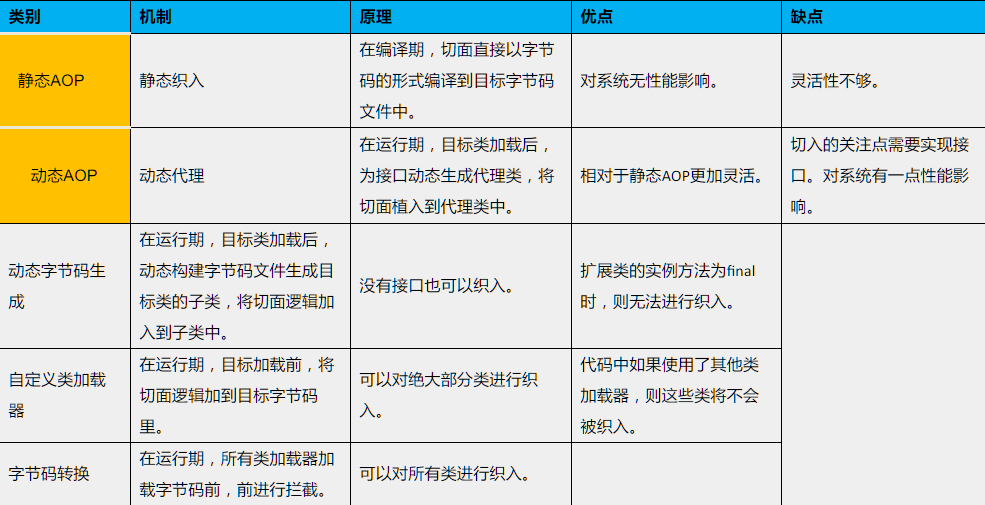 类别
机制
原理
优点
缺点
静态AOP
静态织入
在编译期，切面直接以字节
码的形式编译到目标字节码
文件中。
对系统无性能影响。
灵活性不够。
动态AOP
动态代理
在运行期，目标类加载后，
为接口动态生成代理类，将
切面植入到代理类中。
相对于静态AOP更加灵活。
切入的关注点需要实现接
口。对系统有一点性能影
响。
动态字节码生
成
在运行期，目标类加载后，
动态构建字节码文件生成目
标类的子类，将切面逻辑加
入到子类中。
没有接口也可以织入。
扩展类的实例方法为final
时，则无法进行织入。
自定义类加载
器
在运行期，目标加载前，将
切面逻辑加到目标字节码
里。
可以对绝大部分类进行织
入。
代码中如果使用了其他类
加载器，则这些类将不会
被织入。
字节码转换
在运行期，所有类加载器加
载字节码前，前进行拦截。
可以对所有类进行织入。